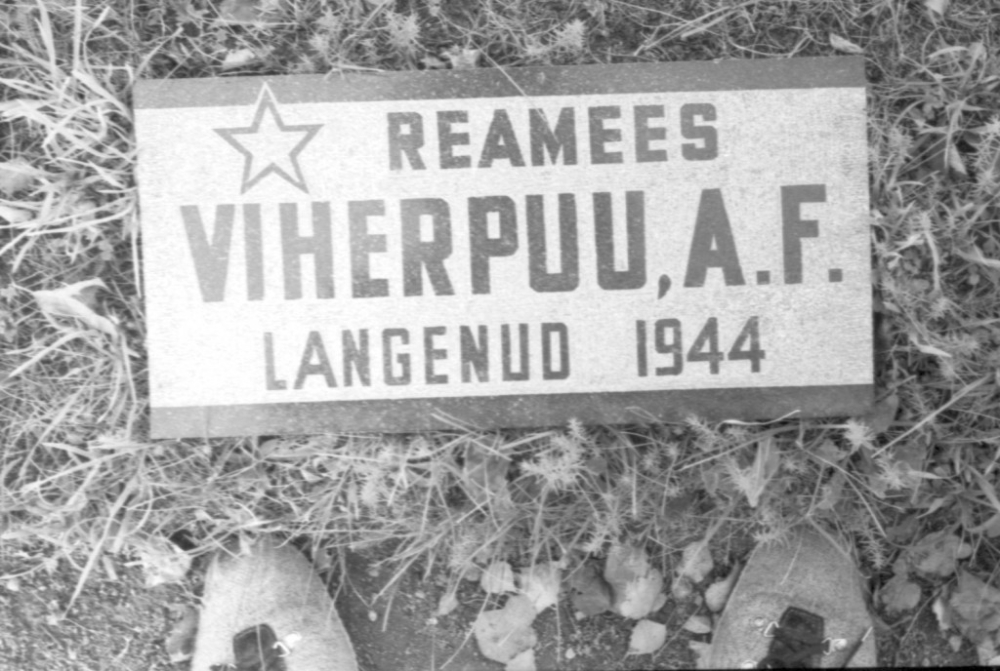 REAMEES
VIHERPUU, A.F.
LANGENUD 1944